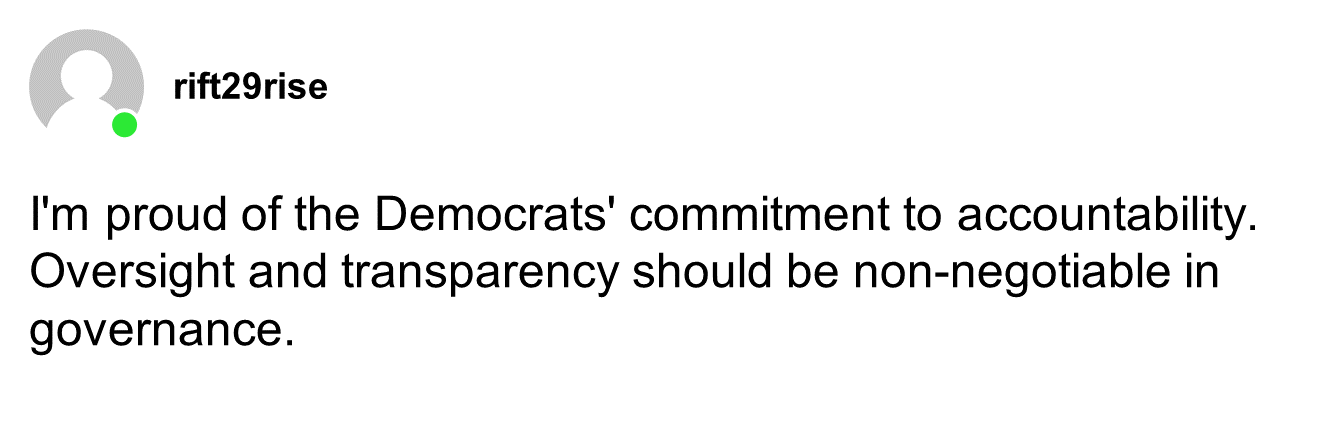 rift29rise
I'm proud of the Democrats' commitment to accountability.
Oversight and transparency should be non-negotiable in
governance.